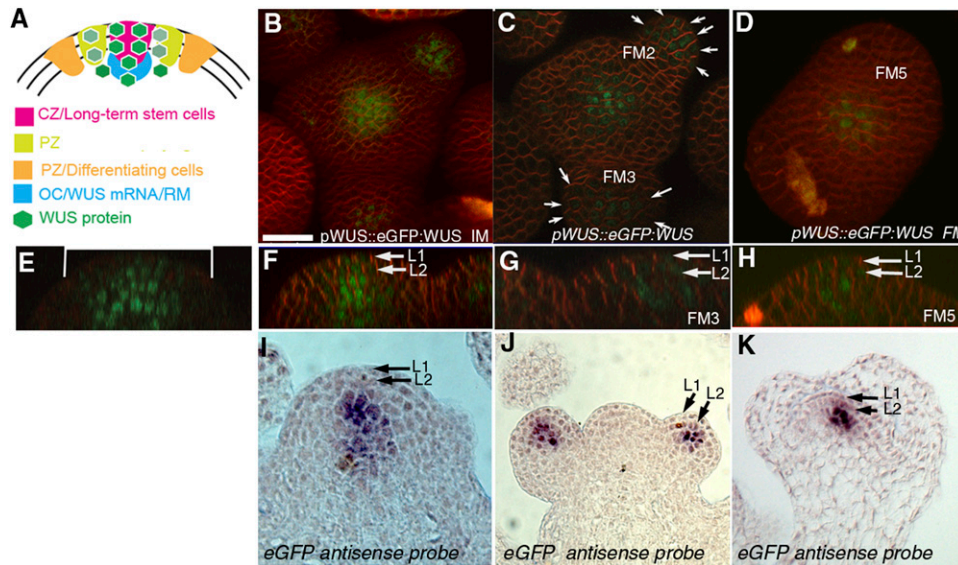 A
CZ/Long-term stem cells
PZ
PZ/Differentiating cells
OC/WUS mRNA/RM
WUS protein
B
pWUS::eGFP:WUS IM
C
FM2
FM3
pWUS::eGFP:WUS
D
FM5
pWUS::eGFP:WUS FM
E
F
L1
L2
G
L1
L2
FM3
H
L1
L2
FM5
I
L1
L2
eGFP antisense probe
J
L1
L2
eGFP antisense probe
K
L1
L2
eGFP antisense probe